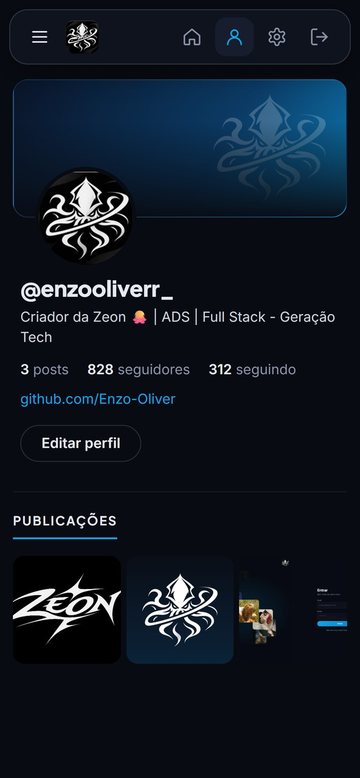 @enzooliverr_
Criador da Zeon 🐙 | ADS | Full Stack - Geração
Tech
3 posts 828 seguidores 312 seguindo
github.com/Enzo-Oliver
Editar perfil
PUBLICAÇÕES
ZEON
Entrar